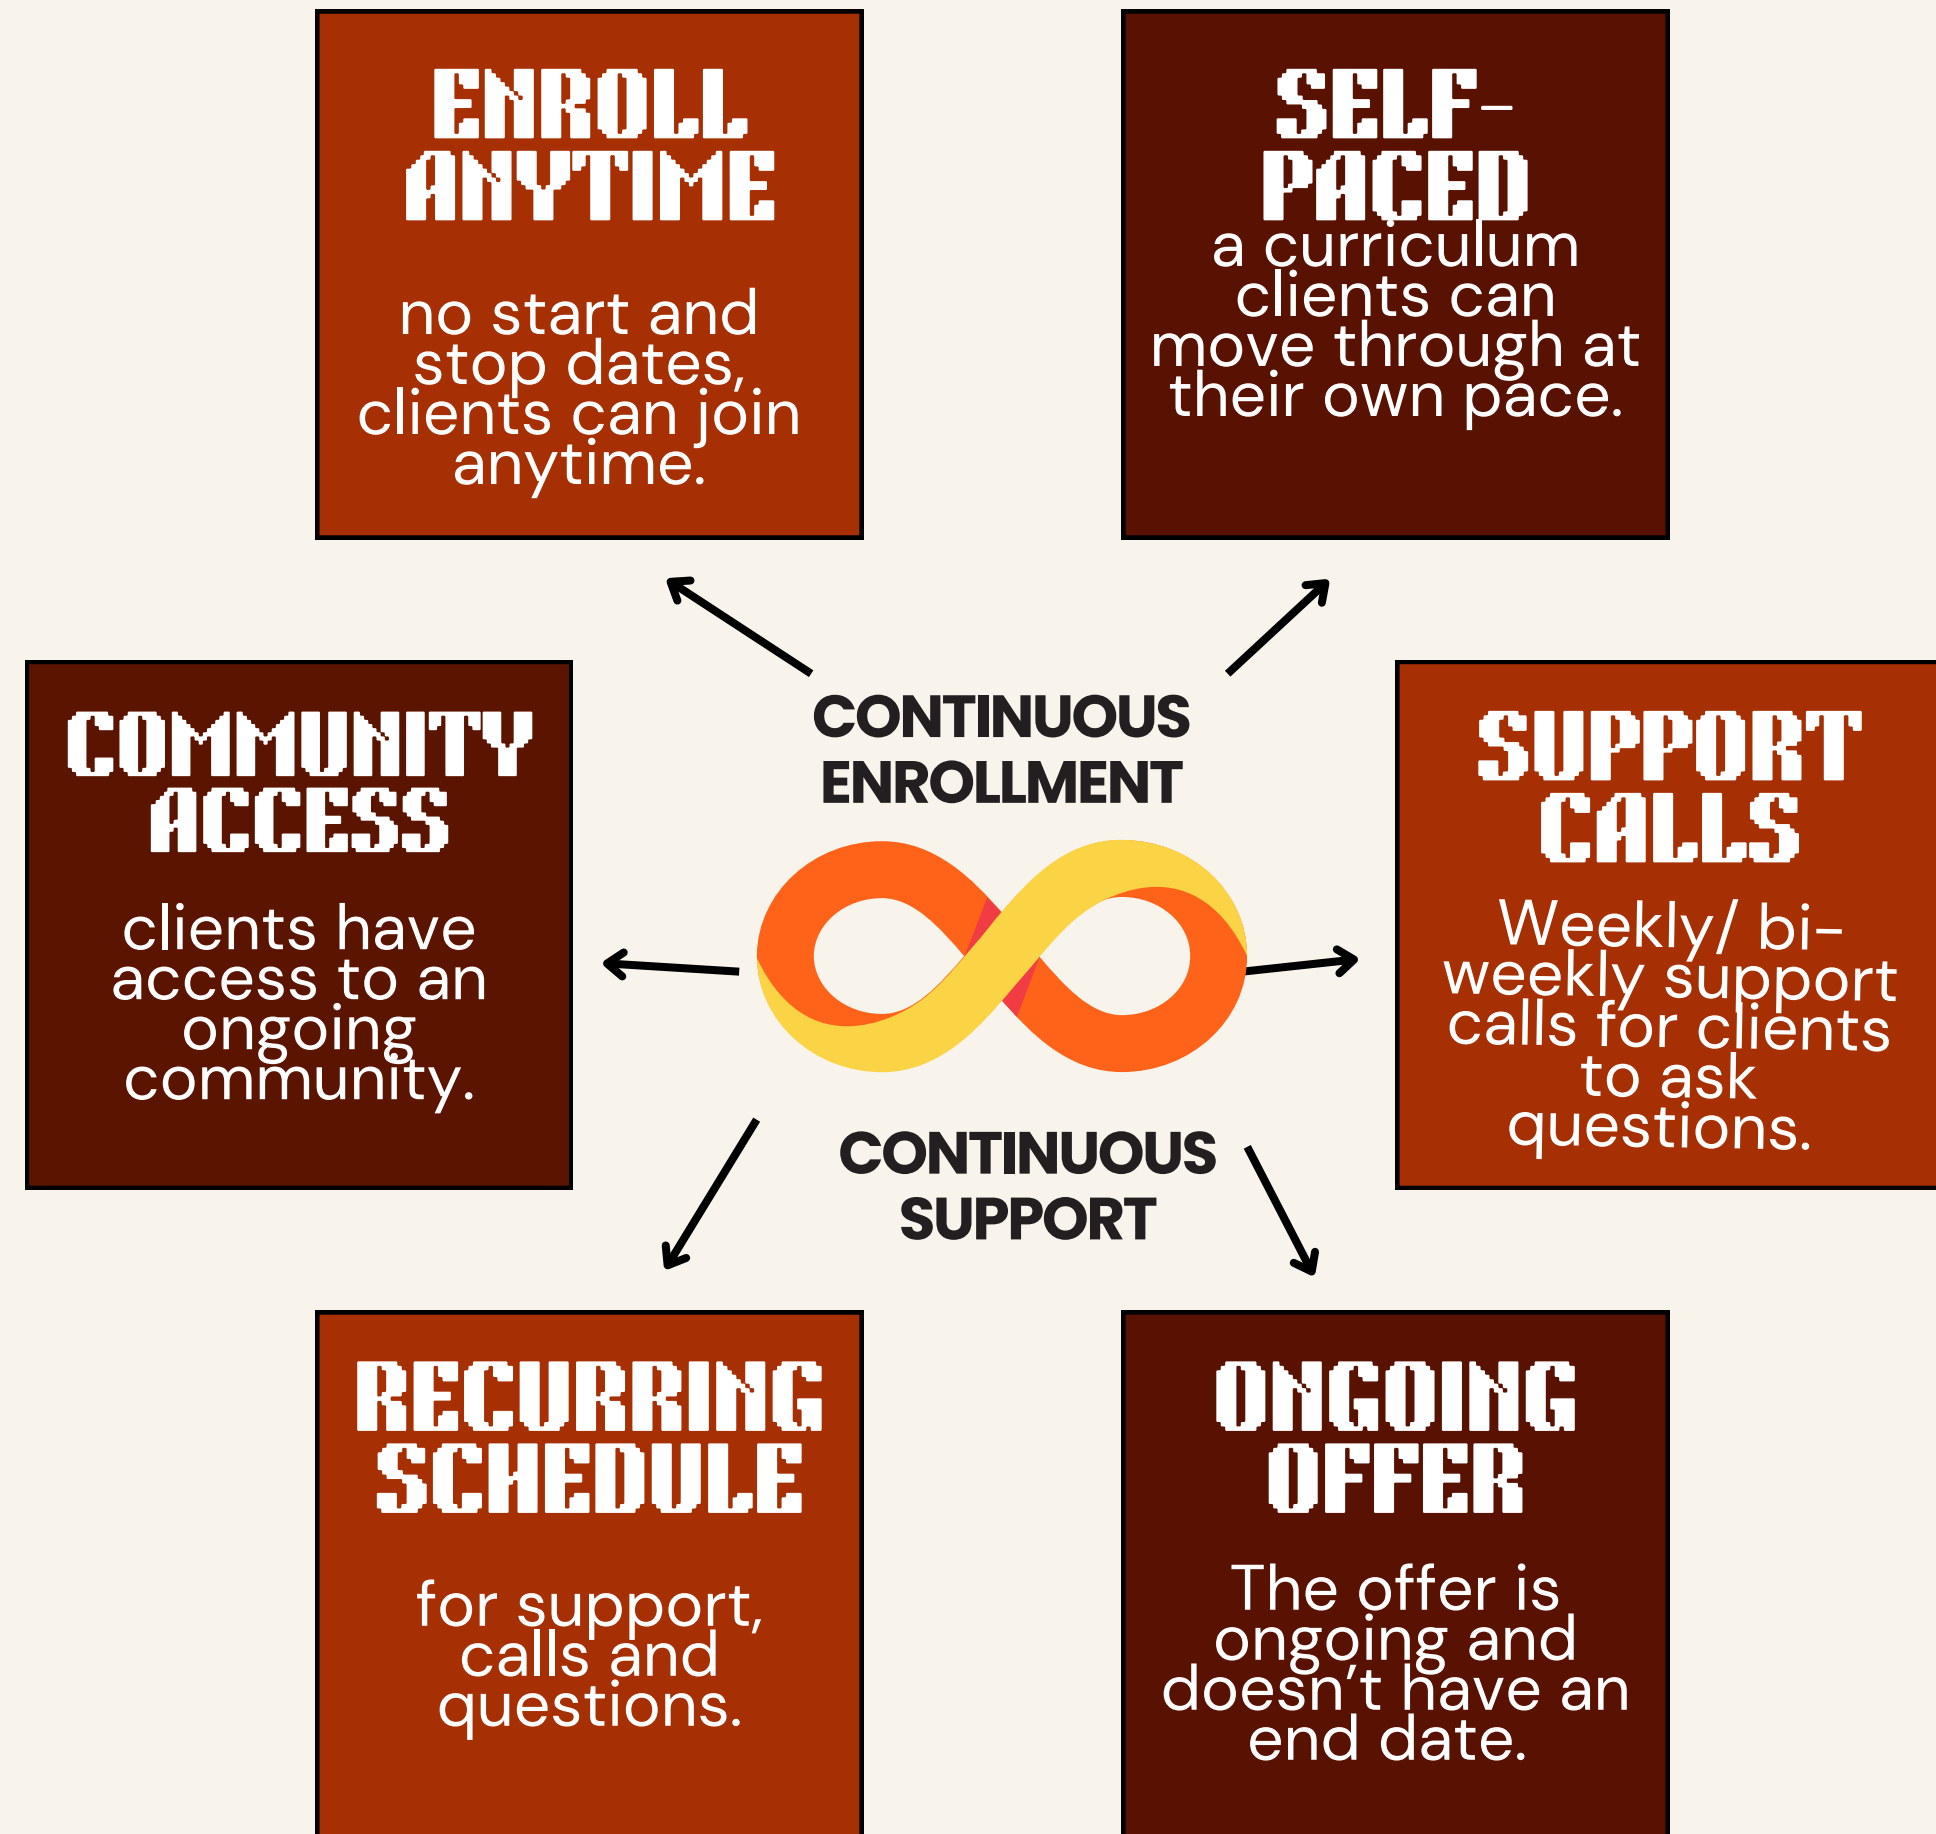 ENROLL
ANYTIME
no start and
stop dates,
clients can join
anytime.
SELF-
PACED
a curriculum
clients can
move through at
their own pace.
COMMUNITY
ACCESS
clients have
access to an
ongoing
community.
CONTINUOUS
ENROLLMENT
CONTINUOUS
SUPPORT
SUPPORT
CALLS
Weekly/ bi-
weekly support
calls for clients
to ask
questions.
RECURRING
SCHEDULE
for support,
calls and
questions.
ONGOING
OFFER
The offer is
ongoing and
doesn’t have an
end date.